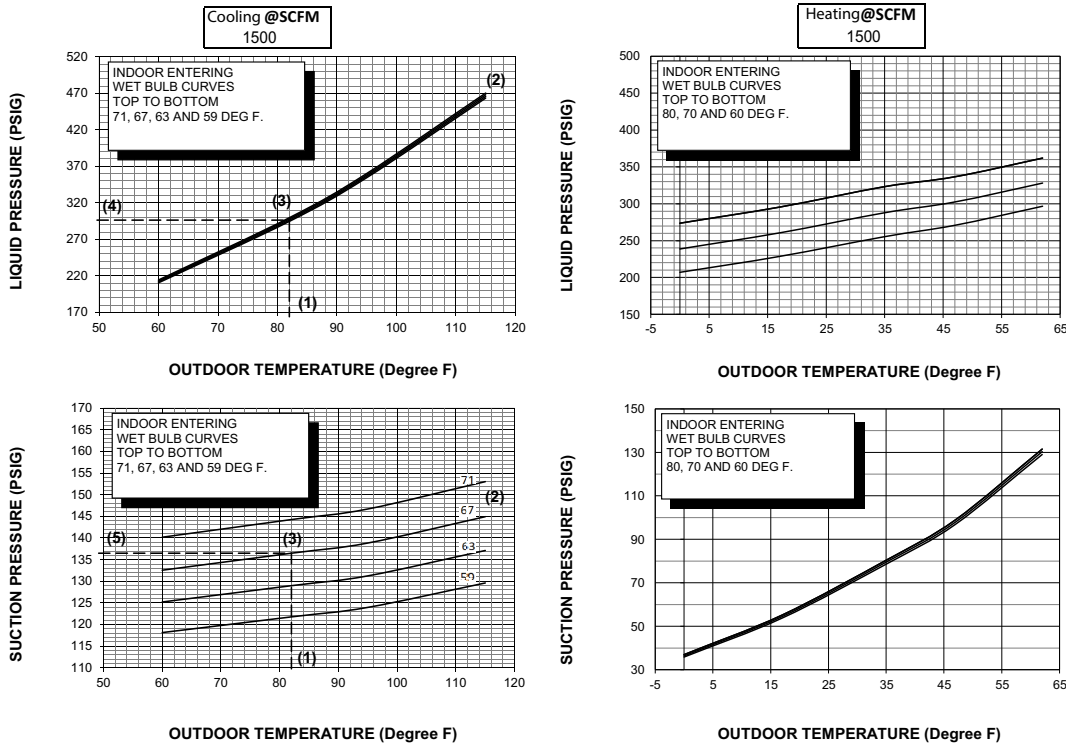 Cooling @SCFM
1500
520
470
420
370
320
270
220
170
LIQUID PRESSURE (PSIG)
INDOOR ENTERING
WET BULB CURVES
TOP TO BOTTOM
71, 67, 63 AND 59 DEG F.
(2)
(3)
(4)
(1)
50 60 70 80 90 100 110 120
OUTDOOR TEMPERATURE (Degree F)
Heating@SCFM
1500
500
450
400
350
300
250
200
150
LIQUID PRESSURE (PSIG)
INDOOR ENTERING
WET BULB CURVES
TOP TO BOTTOM
80, 70 AND 60 DEG F.
-5 5 15 25 35 45 55 65
OUTDOOR TEMPERATURE (Degree F)
170
165
160
155
150
145
140
135
130
125
120
115
110
SUCTION PRESSURE (PSIG)
INDOOR ENTERING
WET BULB CURVES
TOP TO BOTTOM
71, 67, 63 AND 59 DEG F.
71
(2)
67
(5)
(3)
63
59
(1)
50 60 70 80 90 100 110 120
OUTDOOR TEMPERATURE (Degree F)
150
130
110
90
70
50
30
SUCTION PRESSURE (PSIG)
INDOOR ENTERING
WET BULB CURVES
TOP TO BOTTOM
80, 70 AND 60 DEG F.
-5 5 15 25 35 45 55 65
OUTDOOR TEMPERATURE (Degree F)